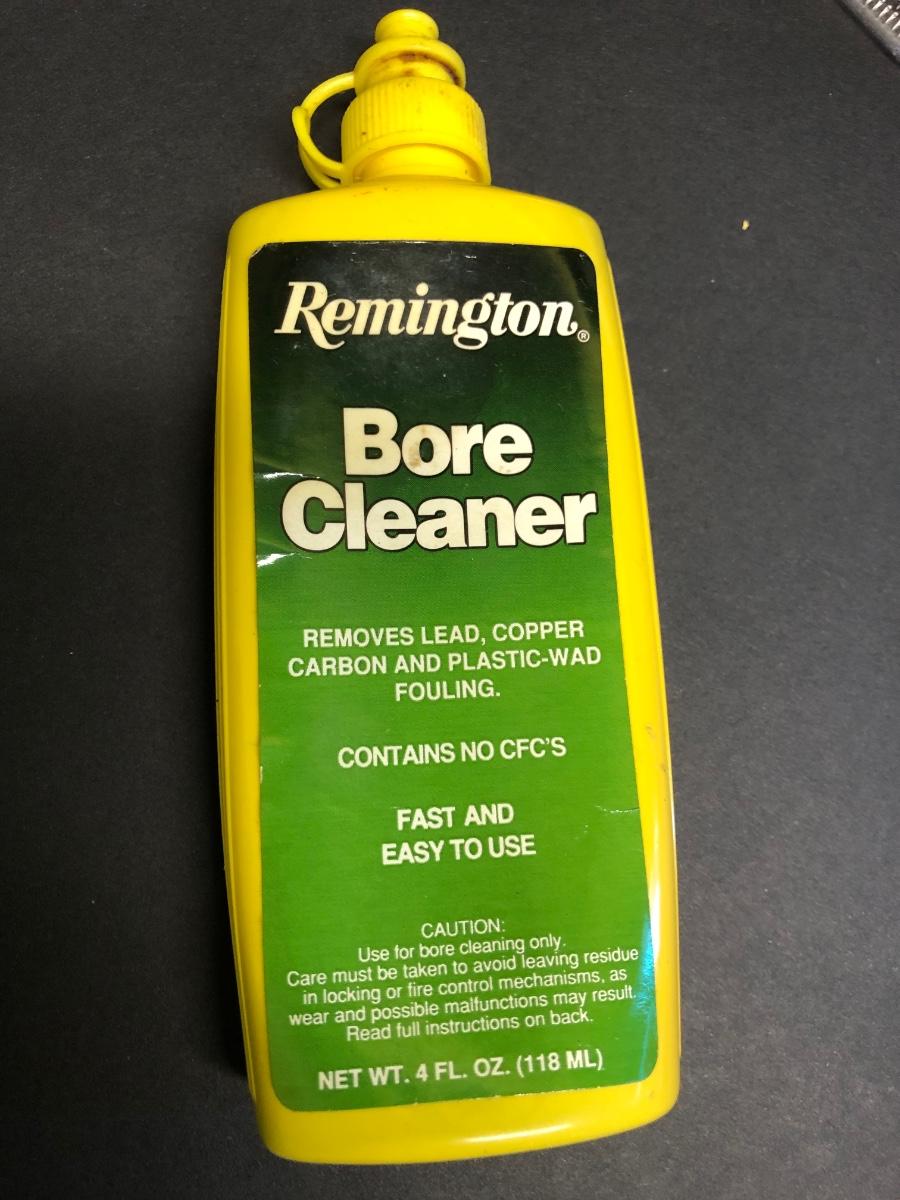 Remington®
Bore
Cleaner
REMOVES LEAD, COPPER
CARBON AND PLASTIC-WAD
FOULING.
CONTAINS NO CFC'S
FAST AND
EASY TO USE
CAUTION:
Use for bore cleaning only.
Care must be taken to avoid leaving residue
in locking or fire control mechanisms, as
wear and possible malfunctions may result.
Read full instructions on back.
NET WT. 4 FL. OZ. (118 ML)